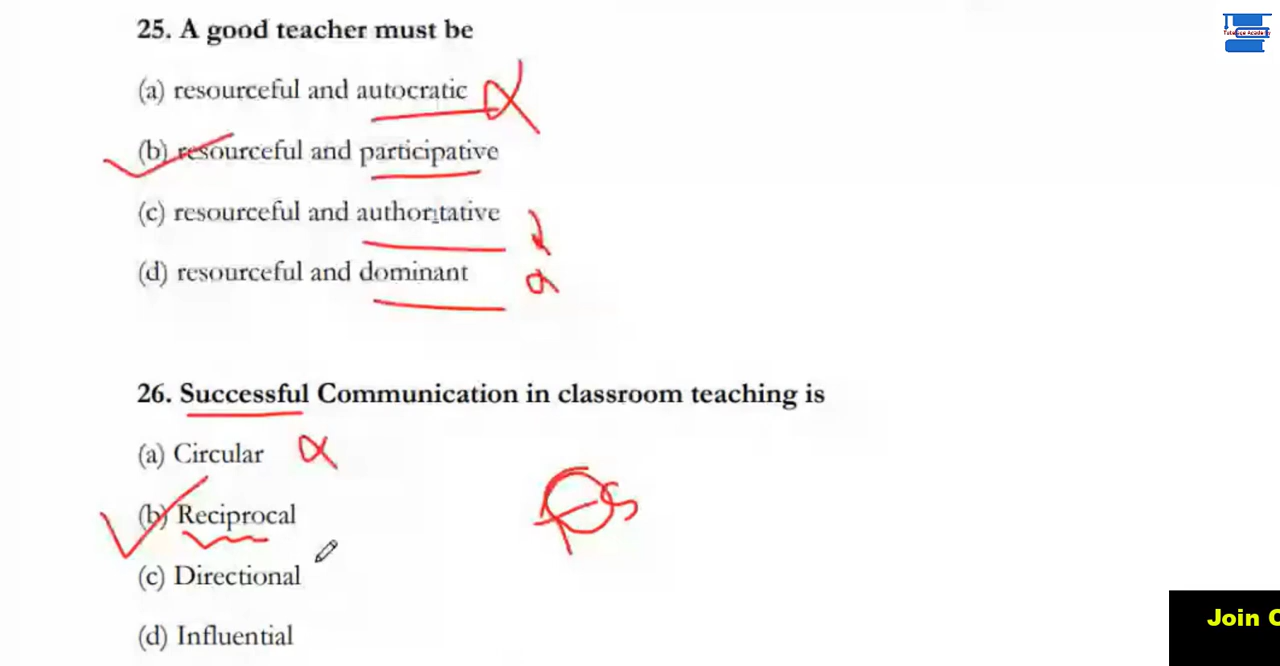 25. A good teacher must be
(a) resourceful and autocratic
(b) resourceful and participative
(c) resourceful and authoritative
(d) resourceful and dominant
26. Successful Communication in classroom teaching is
(a) Circular
(b) Reciprocal
(c) Directional
(d) Influential
Join